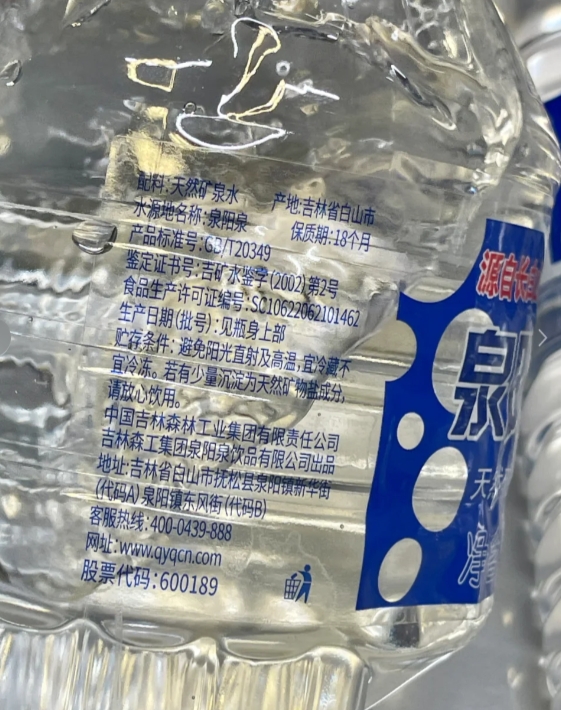 配料:天然矿泉水
产地:吉林省白山市
水源地名称:泉阳泉
保质期:18个月
产品标准号:GB/T20349
鉴定证书号:吉矿水鉴字(2002)第2号
食品生产许可证编号:SC10622062101462
生产日期(批号):见瓶身上部
贮存条件:避免阳光直射及高温,宜冷藏不
宜冷冻。若有少量沉淀为天然矿物盐成分,
请放心饮用。
中国吉林森林工业集团有限责任公司
吉林森工集团泉阳泉饮品有限公司出品
地址:吉林省白山市抚松县泉阳镇新华街
(代码A) 泉阳镇东风街(代码B)
客服热线:400-0439-888
网址:www.qyqcn.com
股票代码:600189
源自长
泉
天